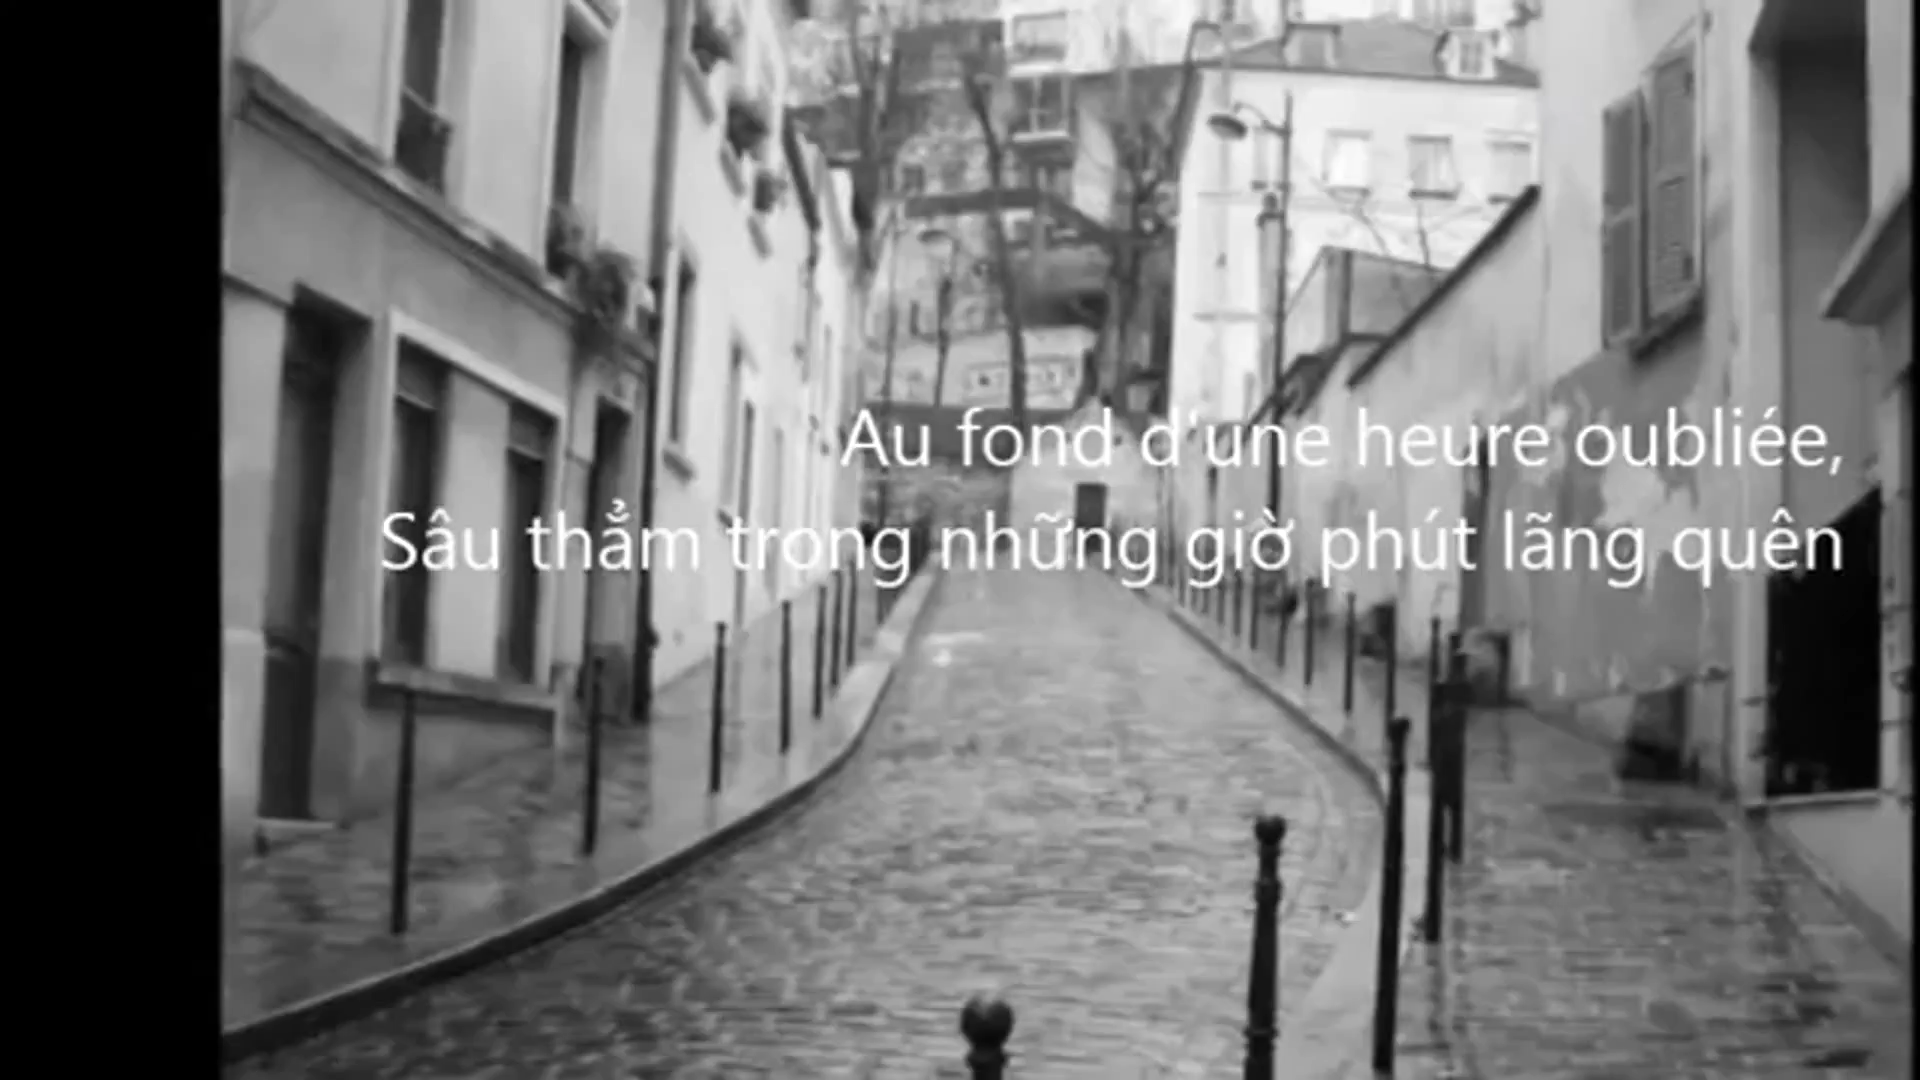 Au fond d'une heure oubliée,
Sâu thẳm trong những giờ phút lãng quên